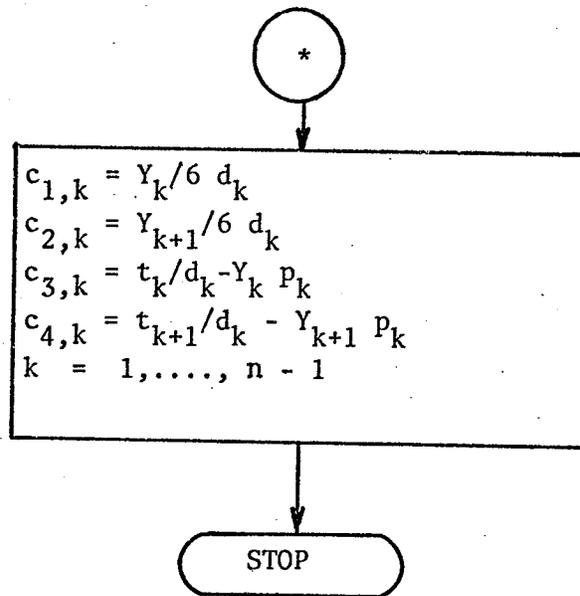 *
c₁,ₖ = Yₖ/6 dₖ
c₂,ₖ = Yₖ₊₁/6 dₖ
c₃,ₖ = tₖ/dₖ-Yₖ pₖ
c₄,ₖ = tₖ₊₁/dₖ - Yₖ₊₁ pₖ
k = 1,...., n - 1
STOP